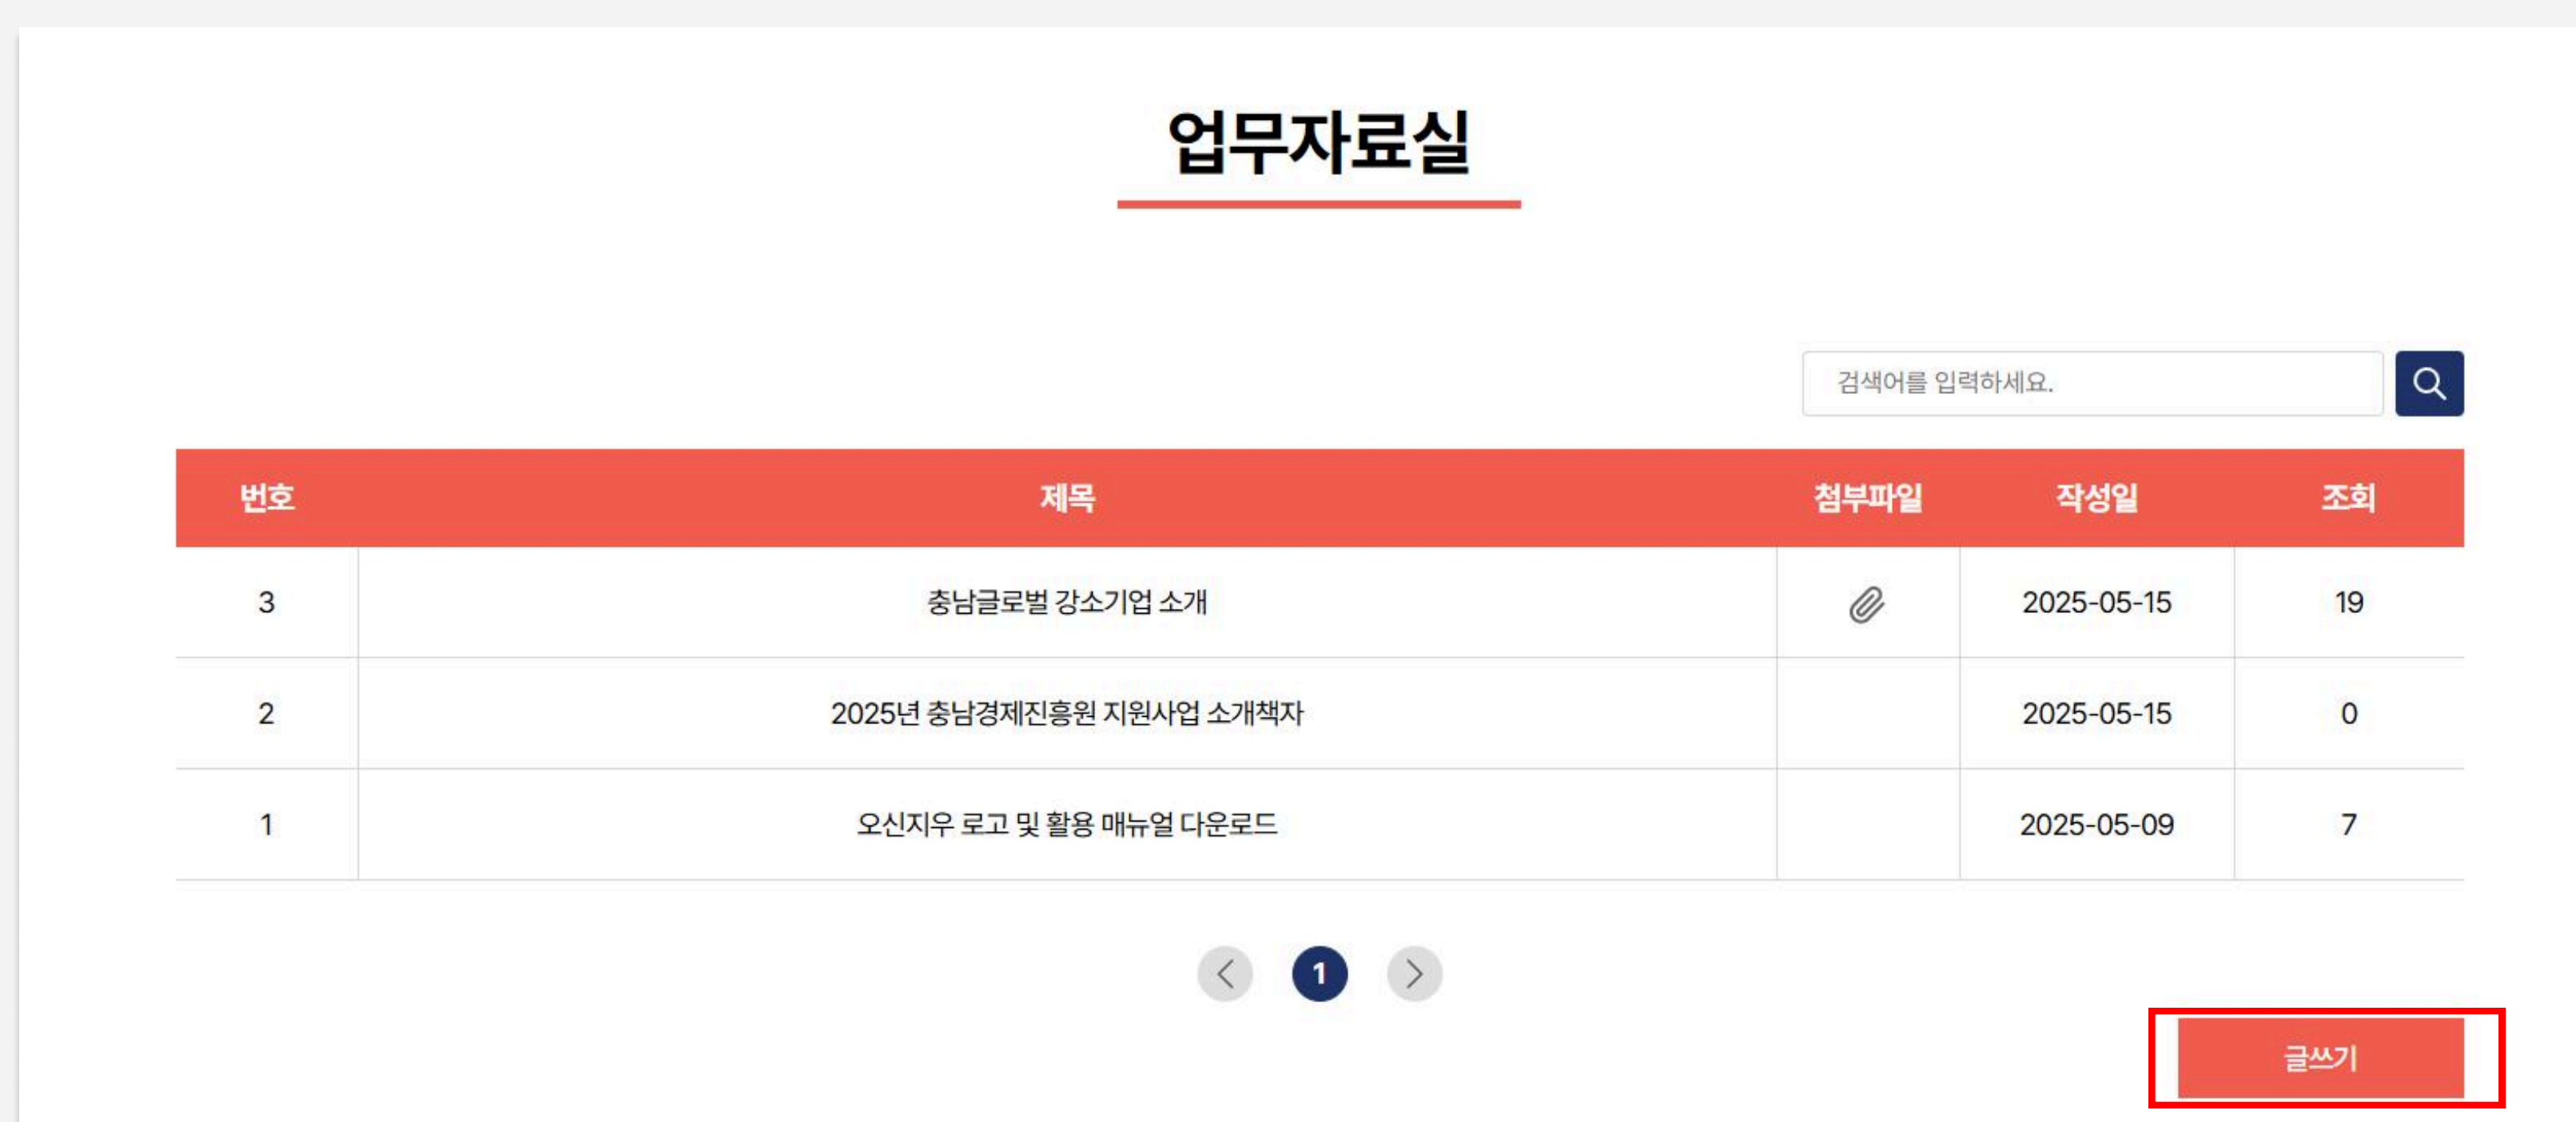 업무자료실
검색어를 입력하세요.
번호 제목 첨부파일 작성일 조회
3 충남글로벌 강소기업 소개 2025-05-15 19
2 2025년 충남경제진흥원 지원사업 소개책자 2025-05-15 0
1 오신지우 로고 및 활용 매뉴얼 다운로드 2025-05-09 7
1
글쓰기